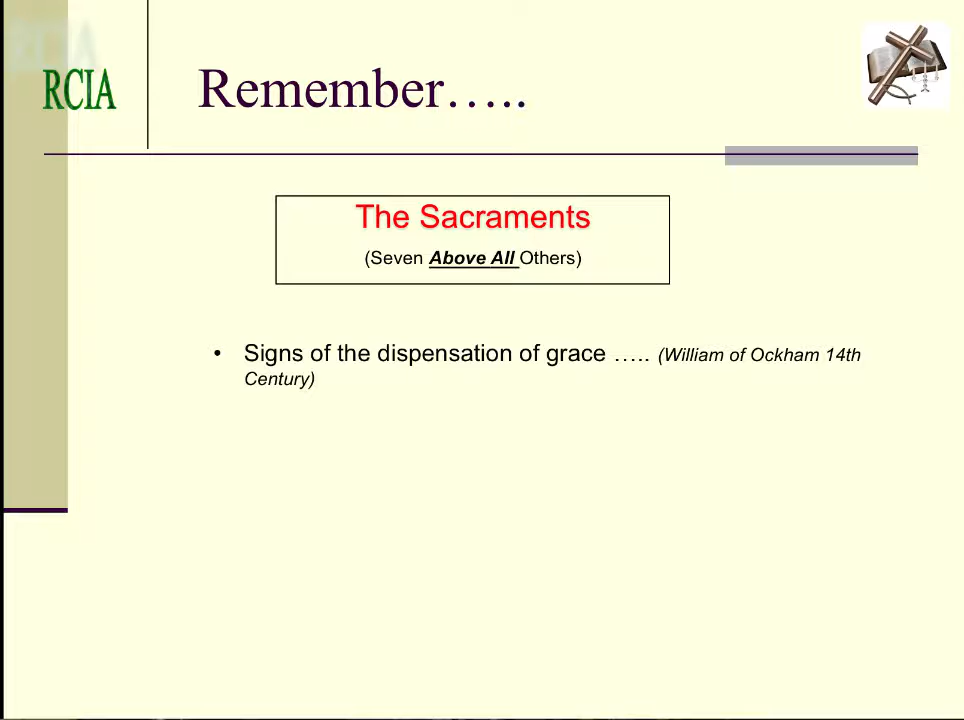 RCIA
RCIA
Remember…..
The Sacraments
(Seven Above All Others)
• Signs of the dispensation of grace ….. (William of Ockham 14th
Century)